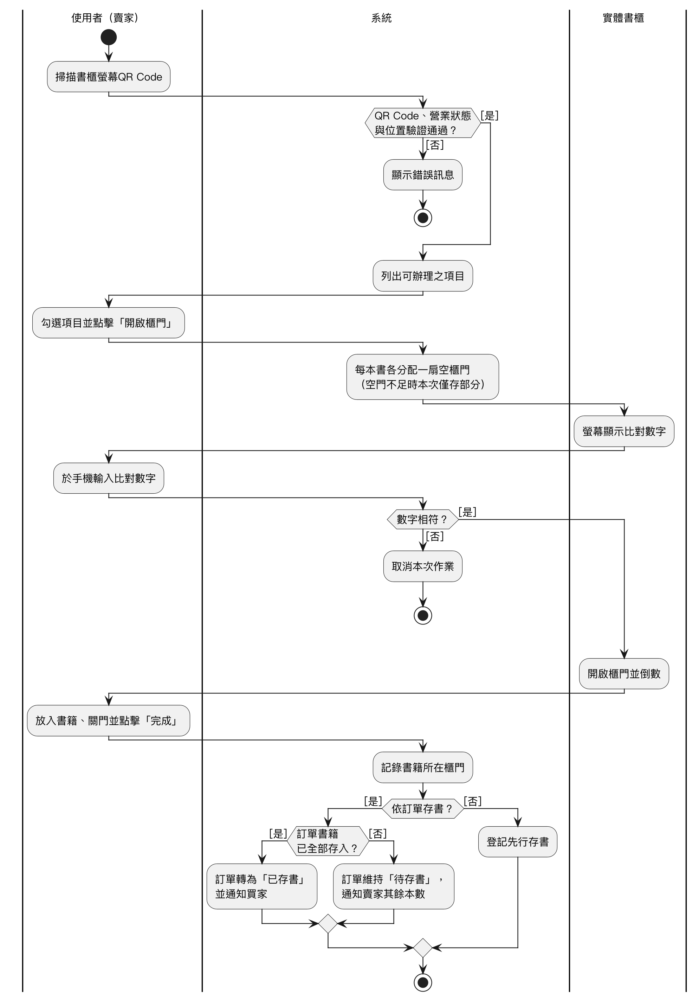 使用者（賣家）
系統
實體書櫃
掃描書櫃螢幕QR Code
QR Code、營業狀態
與位置驗證通過？
[是]
[否]
顯示錯誤訊息
列出可辦理之項目
勾選項目並點擊「開啟櫃門」
每本書各分配一扇空櫃門
（空門不足時本次僅存部分）
螢幕顯示比對數字
於手機輸入比對數字
數字相符？
[是]
[否]
取消本次作業
開啟櫃門並倒數
放入書籍、關門並點擊「完成」
記錄書籍所在櫃門
[是]
依訂單存書？
[否]
[是]
訂單書籍
已全部存入？
[否]
登記先行存書
訂單轉為「已存書」
並通知買家
訂單維持「待存書」，
通知賣家其餘本數